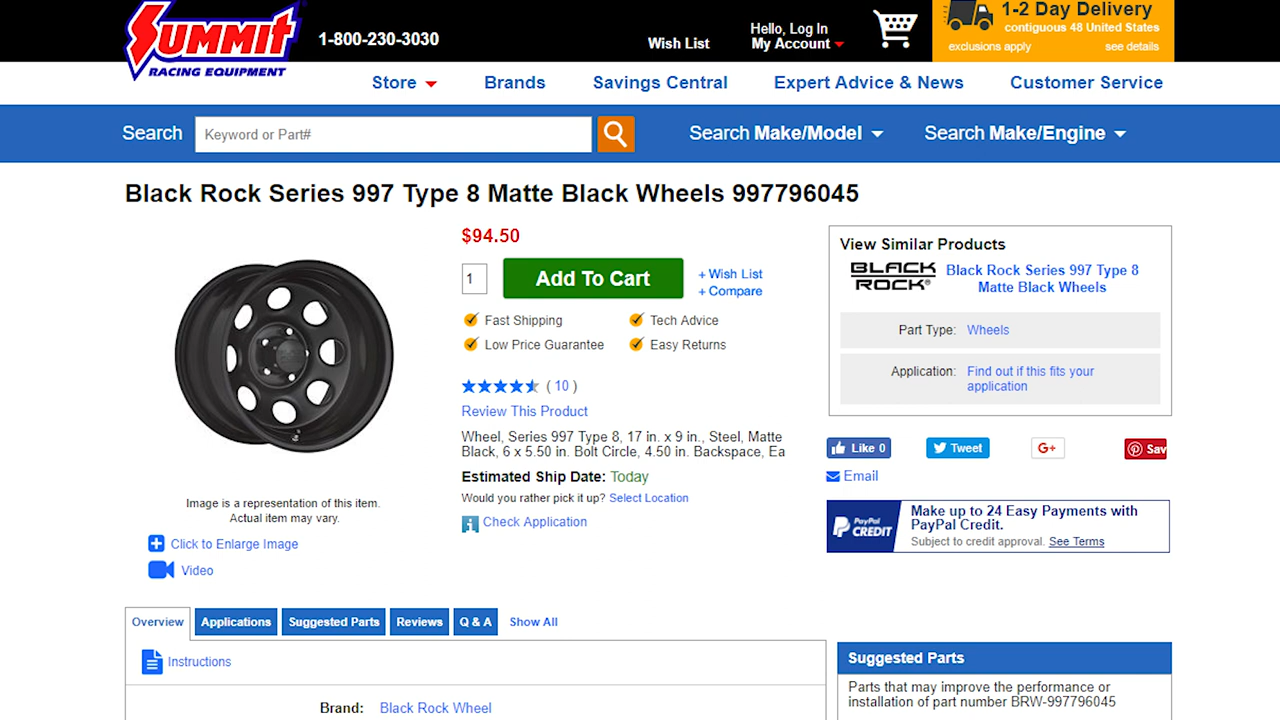 SUMMIT
RACING EQUIPMENT
1-800-230-3030
Wish List
Hello, Log In
My Account
1-2 Day Delivery
contiguous 48 United States
exclusions apply
see details
Store
Brands
Savings Central
Expert Advice & News
Customer Service
Search
Keyword or Part#
Search Make/Model
Search Make/Engine
Black Rock Series 997 Type 8 Matte Black Wheels 997796045
Image is a representation of this item.
Actual item may vary.
Click to Enlarge Image
Video
$94.50
1
Add To Cart
+ Wish List
+ Compare
Fast Shipping
Tech Advice
Low Price Guarantee
Easy Returns
( 10 )
Review This Product
Wheel, Series 997 Type 8, 17 in. x 9 in., Steel, Matte
Black, 6 x 5.50 in. Bolt Circle, 4.50 in. Backspace, Ea
Estimated Ship Date: Today
Would you rather pick it up? Select Location
Check Application
View Similar Products
BLACK
ROCK
Black Rock Series 997 Type 8
Matte Black Wheels
Part Type: Wheels
Application: Find out if this fits your
application
Like 0
Tweet
G+
Sav
Email
PayPal
CREDIT
Make up to 24 Easy Payments with
PayPal Credit.
Subject to credit approval. See Terms
Overview
Applications
Suggested Parts
Reviews
Q & A
Show All
Instructions
Brand: Black Rock Wheel
Suggested Parts
Parts that may improve the performance or
installation of part number BRW-997796045